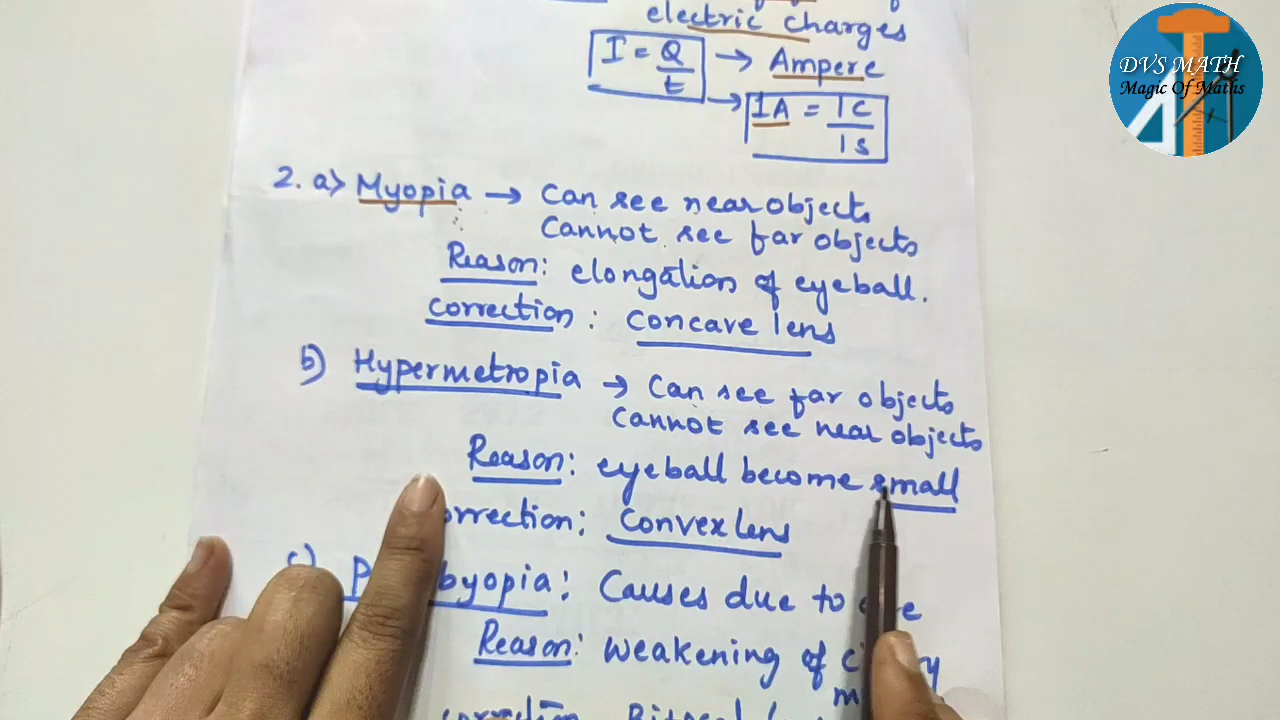 electric charges
I = Q/t → Ampere
→ 1A = 1C/1s
2. a) Myopia → Can see near objects
Cannot see far objects
Reason: elongation of eyeball.
Correction: Concave lens
b) Hypermetropia → Can see far objects
Cannot see near objects
Reason: eyeball become small
orrection: Convex lens
c) P byopia: Causes due to
Reason: Weakening of
correction
DVS MATH
Magic Of Maths